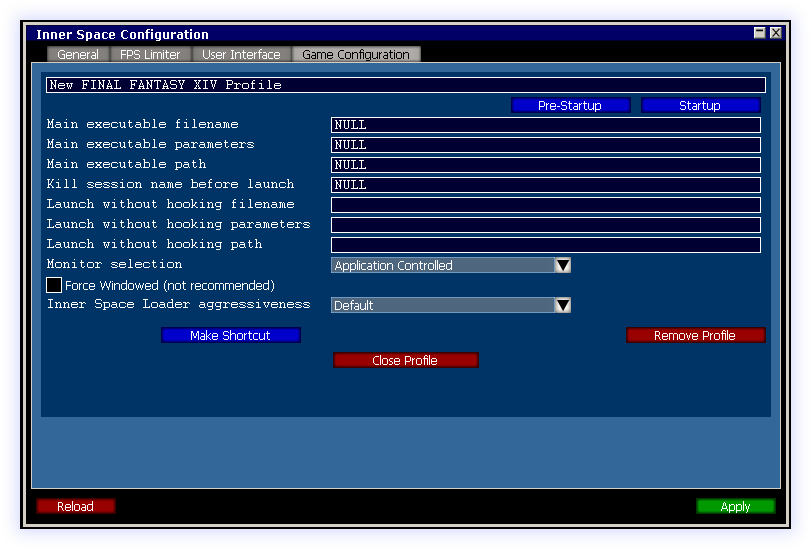 Inner Space Configuration
General FPS Limiter User Interface Game Configuration
New FINAL FANTASY XIV Profile
Pre-Startup Startup
Main executable filename NULL
Main executable parameters NULL
Main executable path NULL
Kill session name before launch NULL
Launch without hooking filename
Launch without hooking parameters
Launch without hooking path
Monitor selection Application Controlled
Force Windowed (not recommended)
Inner Space Loader aggressiveness Default
Make Shortcut Remove Profile
Close Profile
Reload Apply